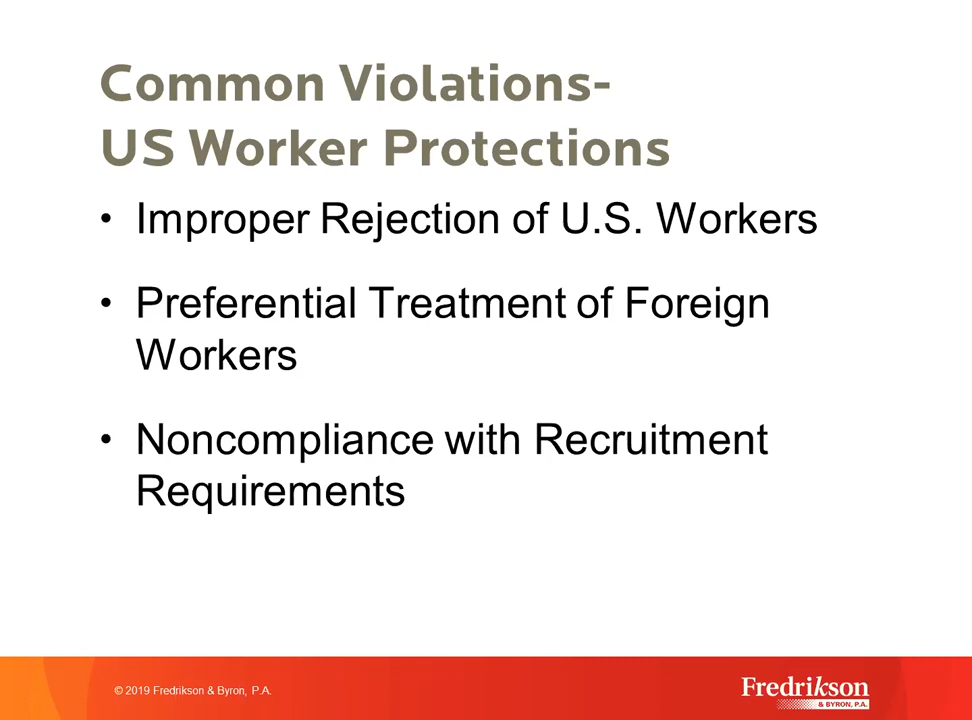 Common Violations-
US Worker Protections
• Improper Rejection of U.S. Workers
• Preferential Treatment of Foreign
Workers
• Noncompliance with Recruitment
Requirements
© 2019 Fredrikson & Byron, P.A.
Fredrikson
& BYRON, P.A.